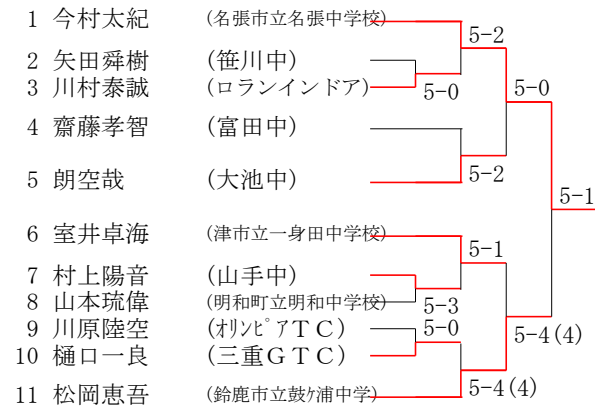 1 今村太紀 (名張市立名張中学校)
5-2
2 矢田舜樹 (笹川中)
3 川村泰誠 (ロランインドア)
5-0
5-0
4 齋藤孝智 (富田中)
5 朗空哉 (大池中)
5-2
5-1
6 室井卓海 (津市立一身田中学校)
5-1
7 村上陽音 (山手中)
8 山本琉偉 (明和町立明和中学校)
5-3
9 川原陸空 (ｵﾘﾝﾋﾟｱＴＣ)
5-0
5-4(4)
10 樋口一良 (三重ＧＴＣ)
11 松岡恵吾 (鈴鹿市立鼓ｹ浦中学)
5-4(4)